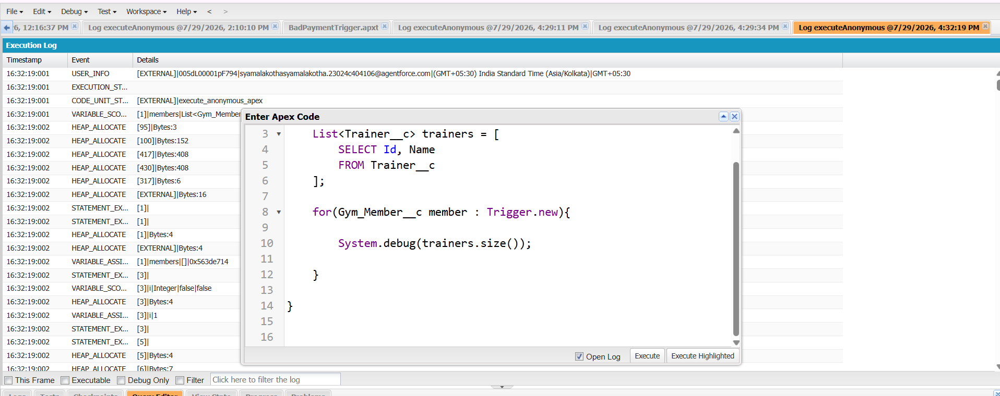 File Edit Debug Test Workspace Help < >
6, 12:16:37 PM Log executeAnonymous @7/29/2026, 2:10:10 PM BadPaymentTrigger.apxt Log executeAnonymous @7/29/2026, 4:29:11 PM Log executeAnonymous @7/29/2026, 4:29:34 PM Log executeAnonymous @7/29/2026, 4:32:19 PM
Execution Log
Timestamp Event Details
16:32:19:001 USER_INFO [EXTERNAL]|005dL00001pF794|syamalakothasyamalakotha.23024c404106@agentforce.com|(GMT+05:30) India Standard Time (Asia/Kolkata)|GMT+05:30
16:32:19:001 EXECUTION_ST...
16:32:19:001 CODE_UNIT_ST... [EXTERNAL]|execute_anonymous_apex
16:32:19:001 VARIABLE_SCO... [1]|members|List<Gym_Member
16:32:19:002 HEAP_ALLOCATE [95]|Bytes:3
16:32:19:002 HEAP_ALLOCATE [100]|Bytes:152
16:32:19:002 HEAP_ALLOCATE [417]|Bytes:408
16:32:19:002 HEAP_ALLOCATE [430]|Bytes:408
16:32:19:002 HEAP_ALLOCATE [317]|Bytes:6
16:32:19:002 HEAP_ALLOCATE [EXTERNAL]|Bytes:16
16:32:19:002 STATEMENT_EX... [1]|
16:32:19:002 STATEMENT_EX... [1]|
16:32:19:002 HEAP_ALLOCATE [1]|Bytes:4
16:32:19:002 HEAP_ALLOCATE [EXTERNAL]|Bytes:4
16:32:19:002 VARIABLE_ASSI... [1]|members|[]|0x563de714
16:32:19:002 STATEMENT_EX... [3]|
16:32:19:002 VARIABLE_SCO... [3]|i|Integer|false|false
16:32:19:002 HEAP_ALLOCATE [3]|Bytes:4
16:32:19:002 VARIABLE_ASSI... [3]|i|1
16:32:19:002 STATEMENT_EX... [3]|
16:32:19:002 STATEMENT_EX... [5]|
16:32:19:002 HEAP_ALLOCATE [5]|Bytes:4
16:32:19:002 HEAP_ALLOCATE [6]|Bytes:7
Enter Apex Code
3 List<Trainer__c> trainers = [
4 SELECT Id, Name
5 FROM Trainer__c
6 ];
7
8 for(Gym_Member__c member : Trigger.new){
9
10 System.debug(trainers.size());
11
12 }
13
14 }
15
16
Open Log Execute Execute Highlighted
This Frame Executable Debug Only Filter Click here to filter the log
Logs Tests Checkpoints Query Editor View State Progress Problems